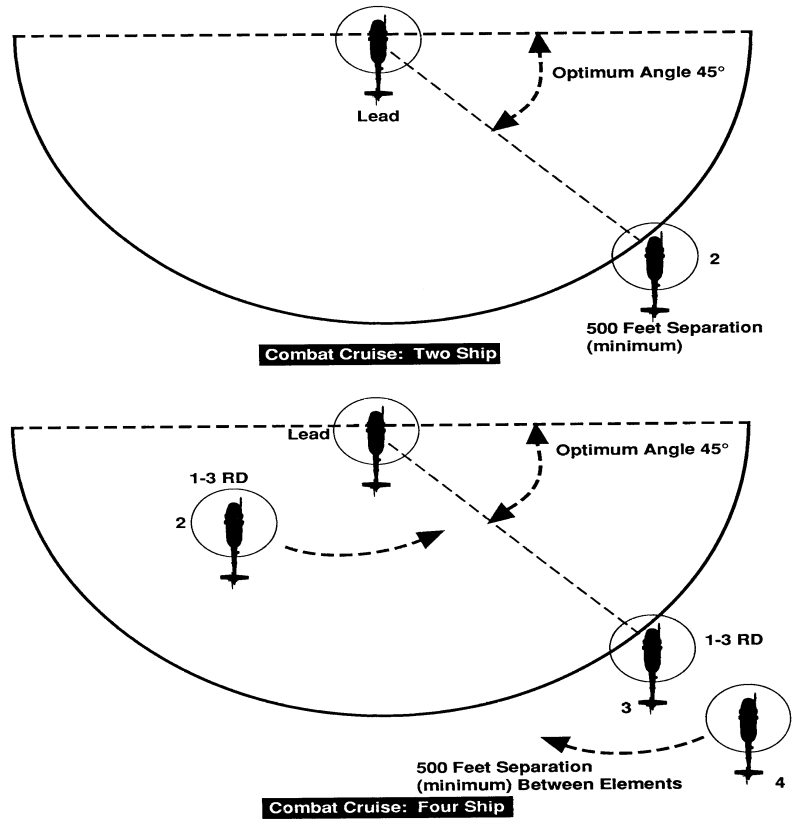 Optimum Angle 45°
Lead
2
500 Feet Separation
(minimum)
Combat Cruise: Two Ship
Lead
Optimum Angle 45°
1-3 RD
2
1-3 RD
3
500 Feet Separation
(minimum) Between Elements
4
Combat Cruise: Four Ship